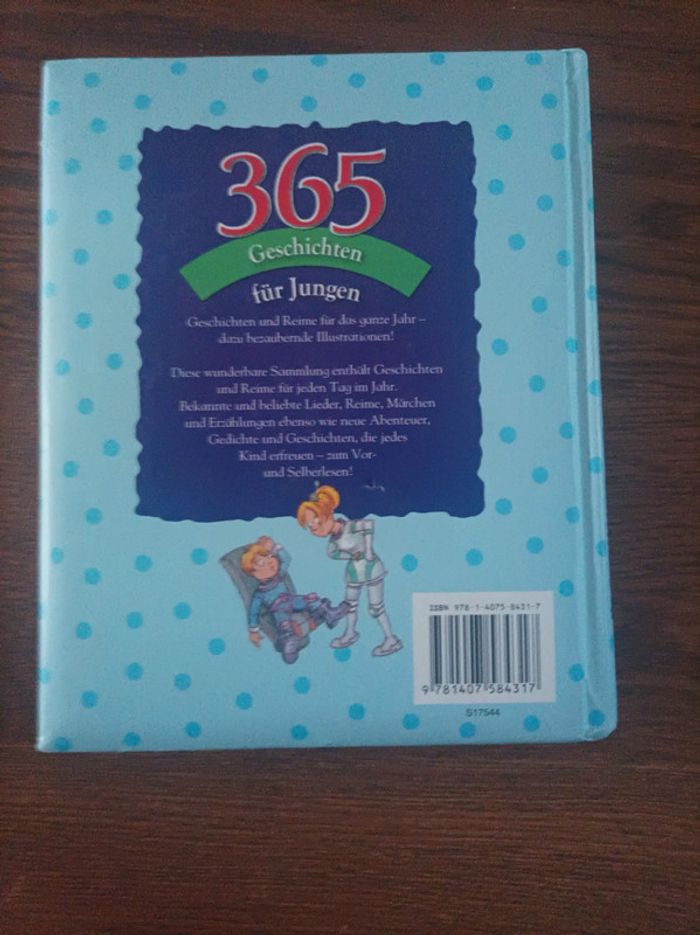 365
Geschichten
für Jungen
Geschichten und Reime für das ganze Jahr –
dazu bezaubernde Illustrationen!
Diese wunderbare Sammlung enthält Geschichten
und Reime für jeden Tag im Jahr.
Bekannte und beliebte Lieder, Reime, Märchen
und Erzählungen ebenso wie neue Abenteuer,
Gedichte und Geschichten, die jedes
Kind erfreuen – zum Vor-
und Selberlesen!
ISBN 978-1-4075-8431-7
9 781407 584317
S17544